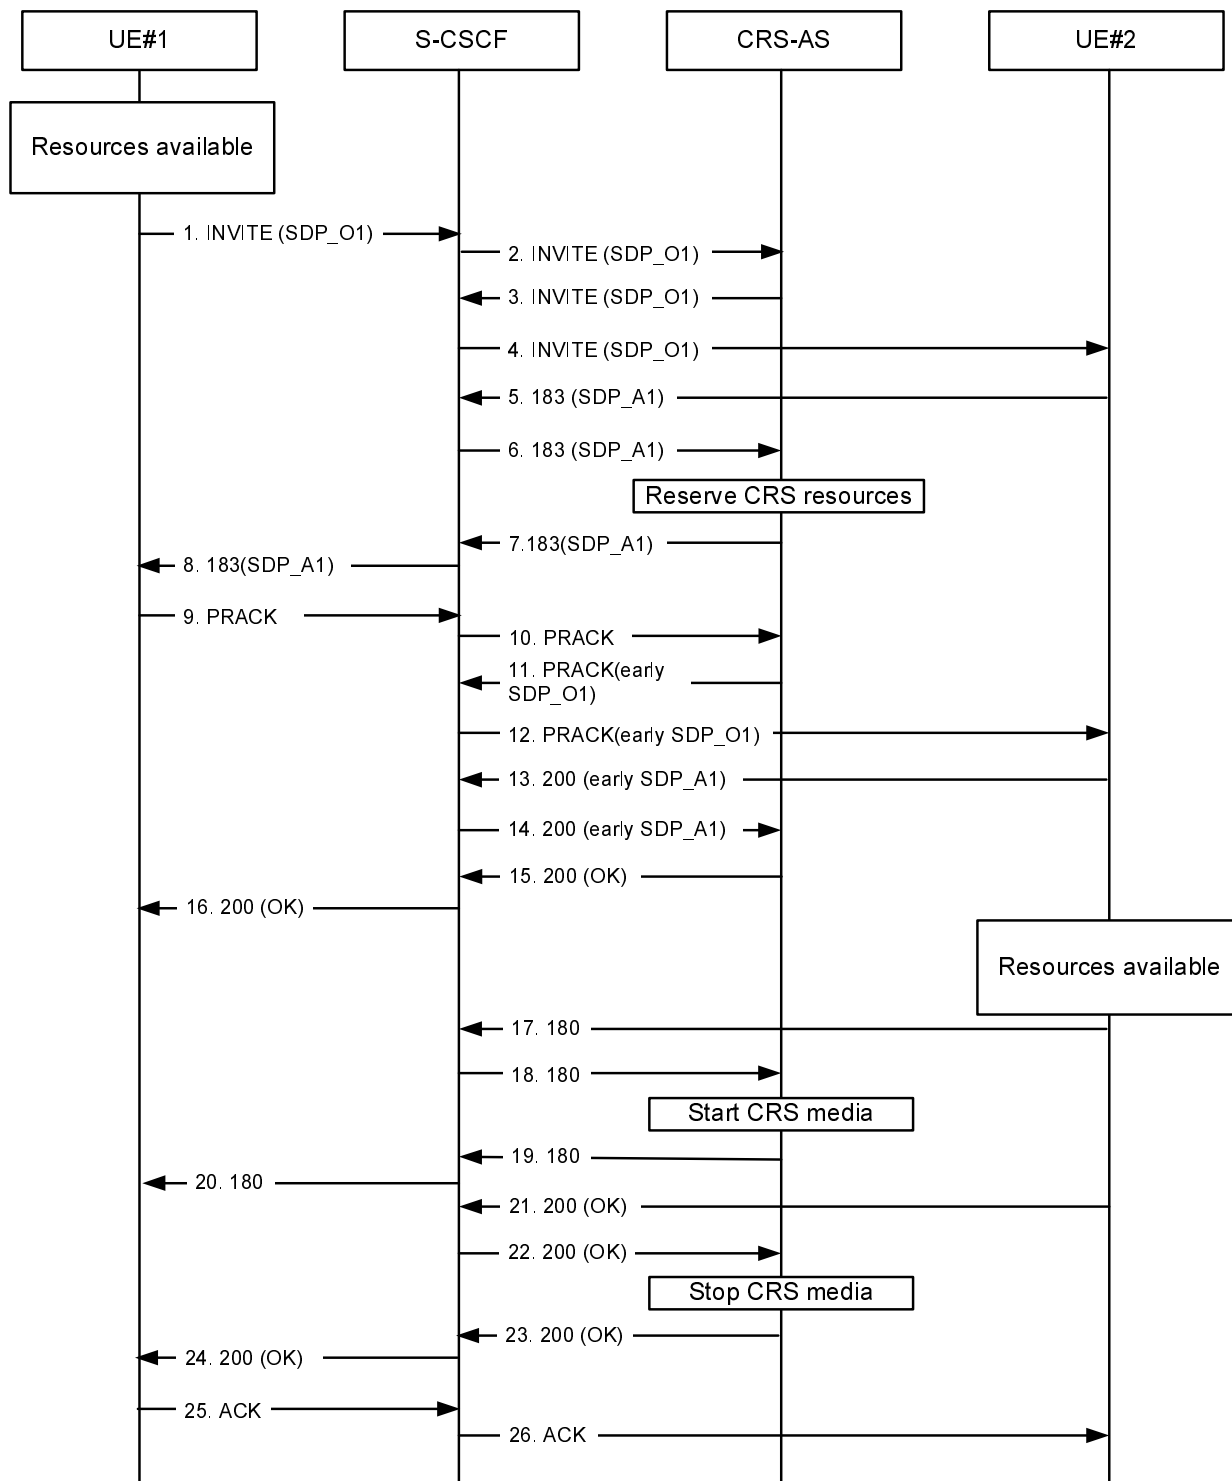 UE#1
S-CSCF
CRS-AS
UE#2
Resources available
1. INVITE (SDP_O1)
2. INVITE (SDP_O1)
3. INVITE (SDP_O1)
4. INVITE (SDP_O1)
5. 183 (SDP_A1)
6. 183 (SDP_A1)
Reserve CRS resources
7.183(SDP_A1)
8. 183(SDP_A1)
9. PRACK
10. PRACK
11. PRACK(early
SDP_O1)
12. PRACK(early SDP_O1)
13. 200 (early SDP_A1)
14. 200 (early SDP_A1)
15. 200 (OK)
16. 200 (OK)
Resources available
17. 180
18. 180
Start CRS media
19. 180
20. 180
21. 200 (OK)
22. 200 (OK)
Stop CRS media
23. 200 (OK)
24. 200 (OK)
25. ACK
26. ACK